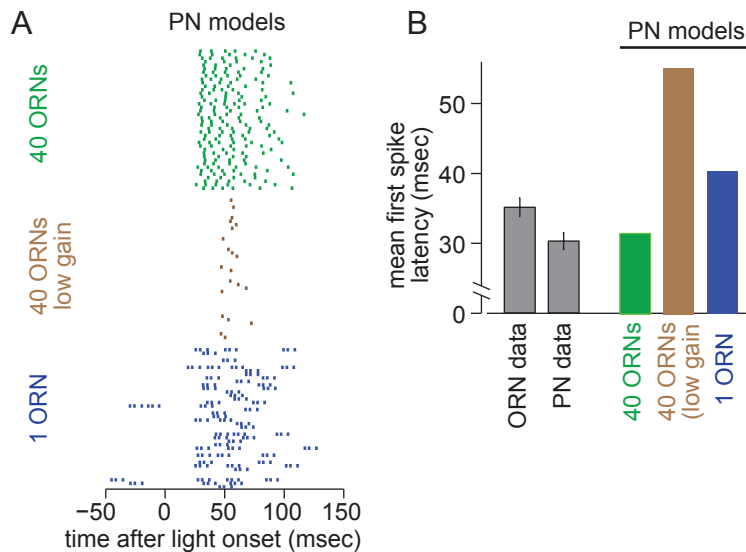 A
PN models
40 ORNs
40 ORNs
low gain
1 ORN
−50
0
50
100
150
time after light onset (msec)
B
PN models
mean first spike
latency (msec)
50
40
30
0
ORN data
PN data
40 ORNs
40 ORNs
(low gain
1 ORN